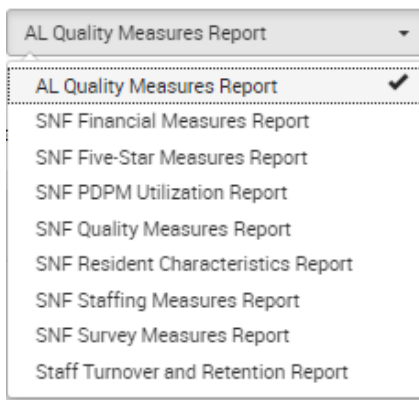 AL Quality Measures Report
AL Quality Measures Report
SNF Financial Measures Report
SNF Five-Star Measures Report
SNF PDPM Utilization Report
SNF Quality Measures Report
SNF Resident Characteristics Report
SNF Staffing Measures Report
SNF Survey Measures Report
Staff Turnover and Retention Report